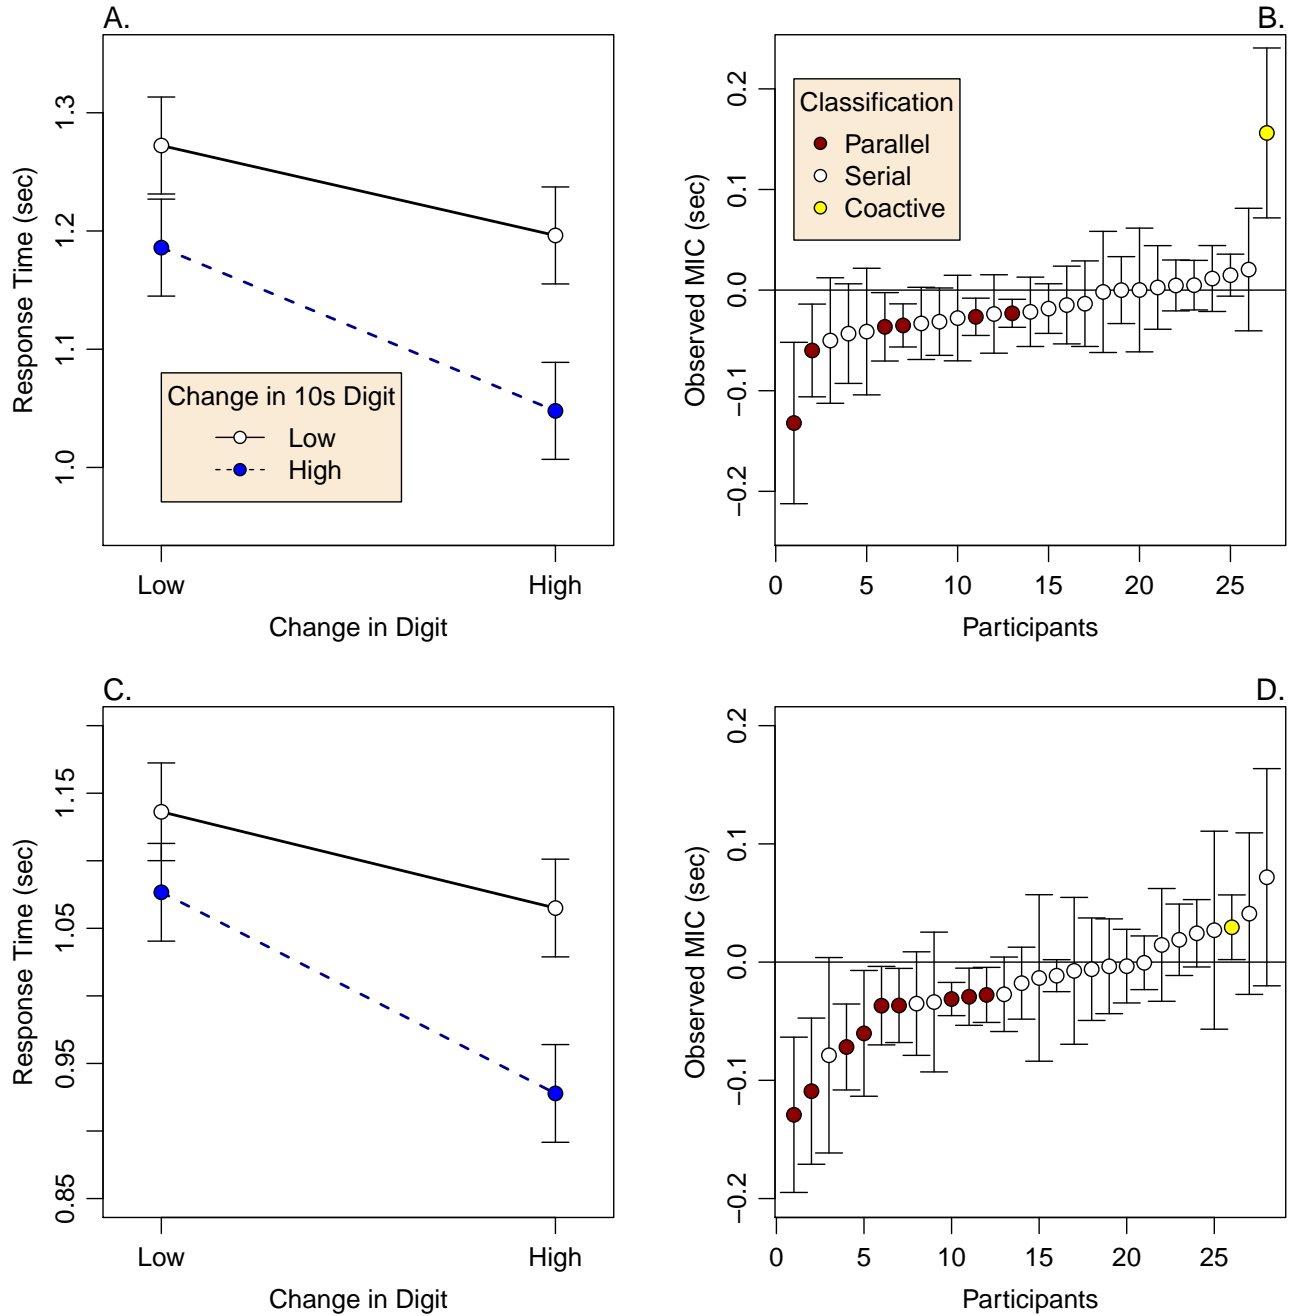 A.
Response Time (sec)
1.3
1.2
1.1
1.0
Change in 10s Digit
Low
High
Low High
Change in Digit
B.
Observed MIC (sec)
0.2
0.1
0.0
−0.1
−0.2
Classification
Parallel
Serial
Coactive
0 5 10 15 20 25
Participants
C.
Response Time (sec)
1.15
1.05
0.95
0.85
Low High
Change in Digit
D.
Observed MIC (sec)
0.2
0.1
0.0
−0.1
−0.2
0 5 10 15 20 25
Participants